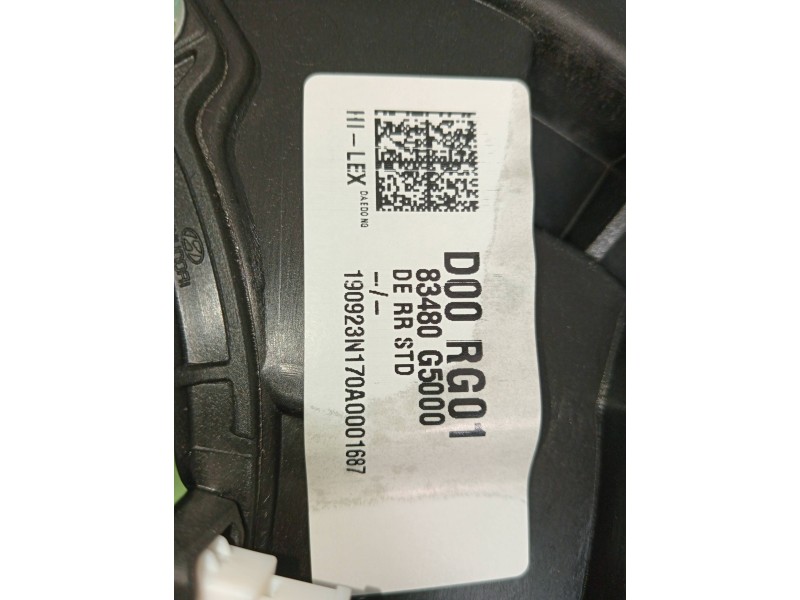 HI-LEX DAEDONG
D00 RG01
83480 G5000
DE RR STD
-/-
190923N170A0001687